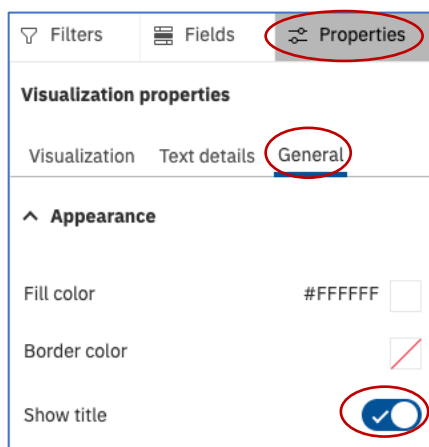 Filters Fields Properties
Visualization properties
Visualization Text details General
Appearance
Fill color #FFFFFF
Border color
Show title